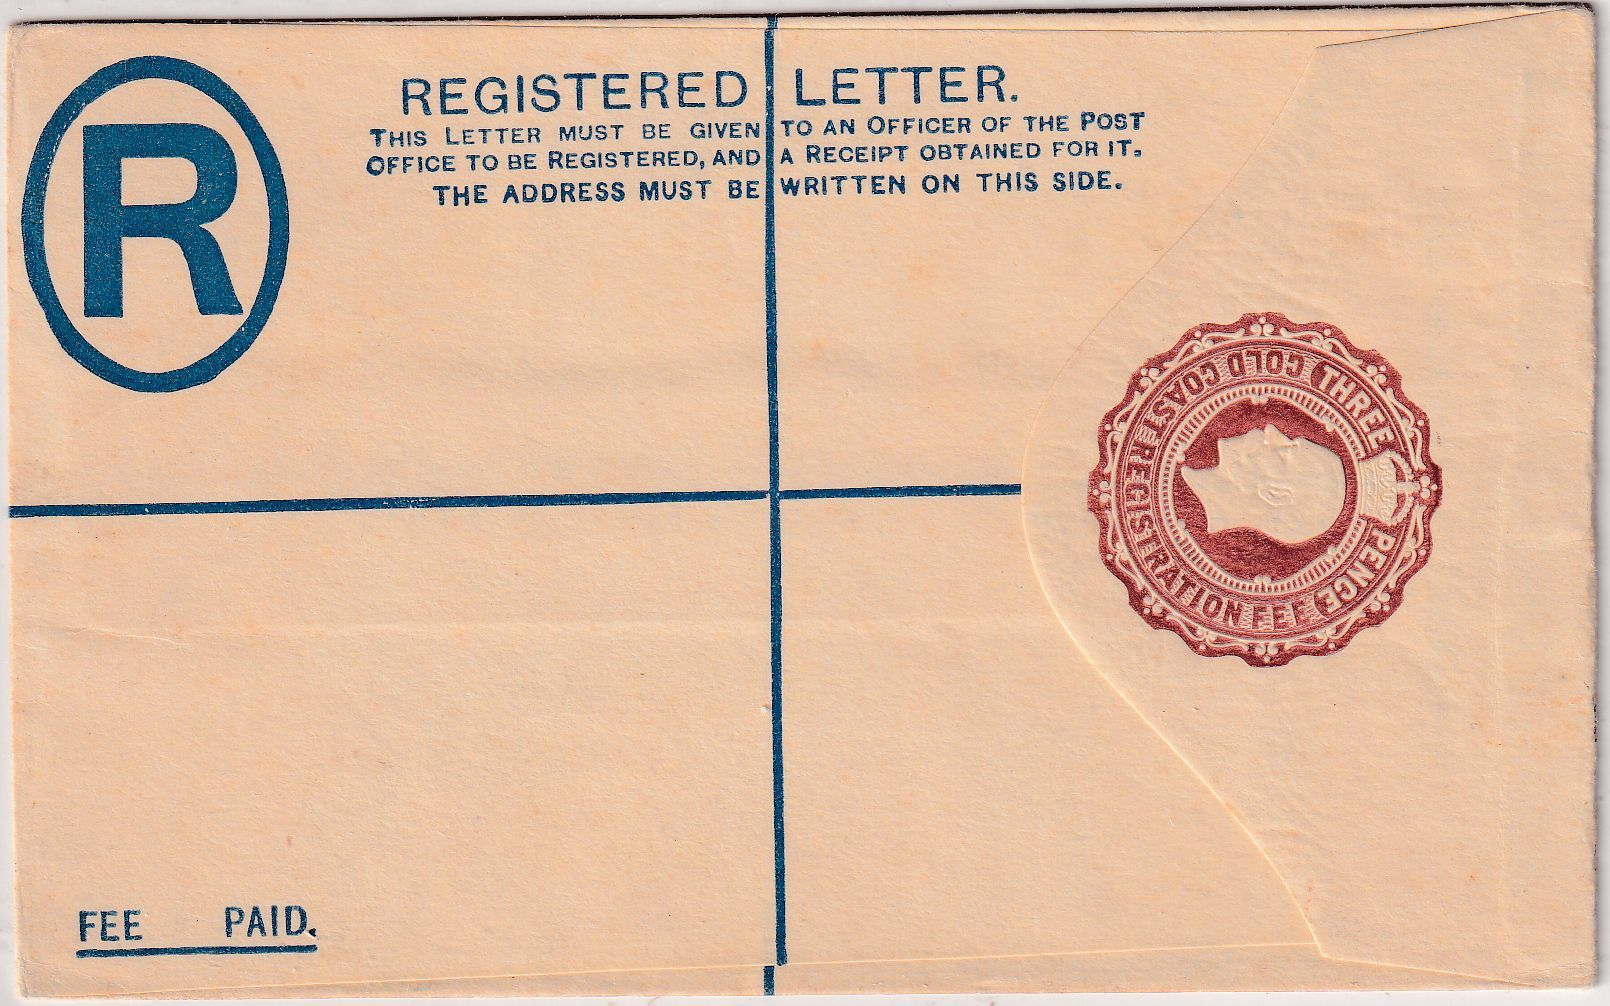 R
REGISTERED LETTER.
THIS LETTER MUST BE GIVEN TO AN OFFICER OF THE POST
OFFICE TO BE REGISTERED, AND A RECEIPT OBTAINED FOR IT.
THE ADDRESS MUST BE WRITTEN ON THIS SIDE.
GOLD COAST REGISTRATION FEE
THREE PENCE
FEE PAID.